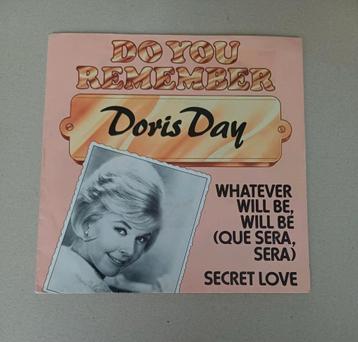 DO YOU
REMEMBER
Doris Day
WHATEVER
WILL BE,
WILL BE
(QUE SERA,
SERA)
SECRET LOVE